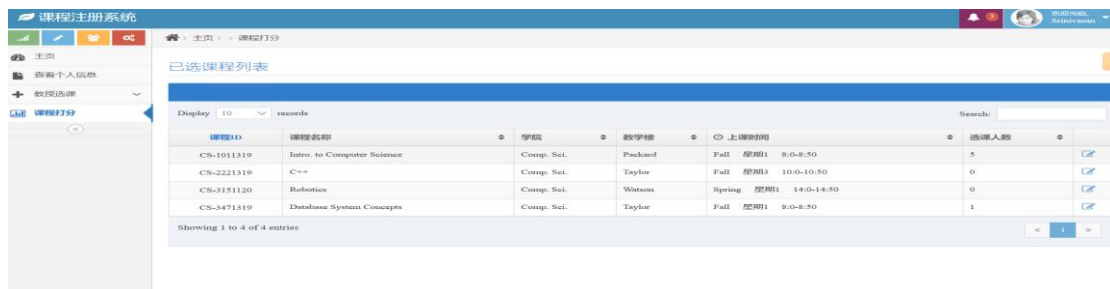 课程注册系统
欢迎光临,
Srinivasan
主页 > > 课程打分
主页
查看个人信息
教授选课
课程打分
已选课程列表
Display 10 records
Search:
课程ID 课程名称 学院 教学楼 上课时间 选课人数
CS-1011319 Intro. to Computer Science Comp. Sci. Packard Fall 星期1 8:0-8:50 5
CS-2221319 C++ Comp. Sci. Taylor Fall 星期3 10:0-10:50 0
CS-3151120 Robotics Comp. Sci. Watson Spring 星期1 14:0-14:50 0
CS-3471319 Database System Concepts Comp. Sci. Taylor Fall 星期1 8:0-8:50 1
Showing 1 to 4 of 4 entries
« 1 »